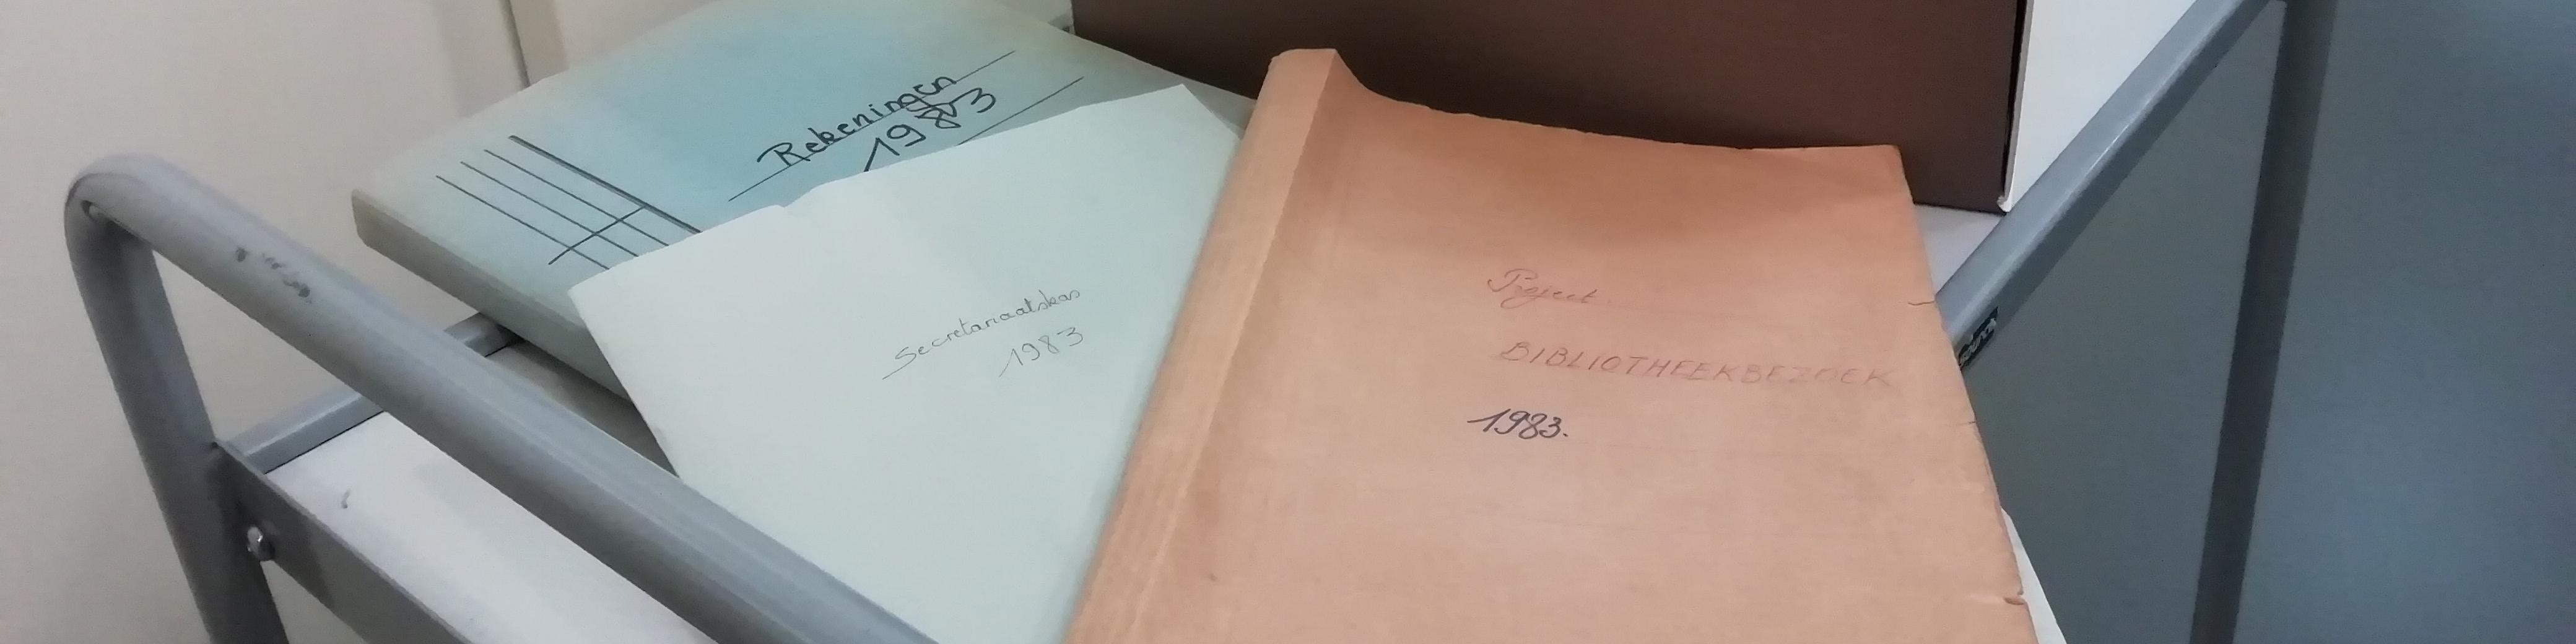 Rekeningen
1983
Secretariaatskas
1983
Project.
BIBLIOTHEEKBEZOEK
1983.